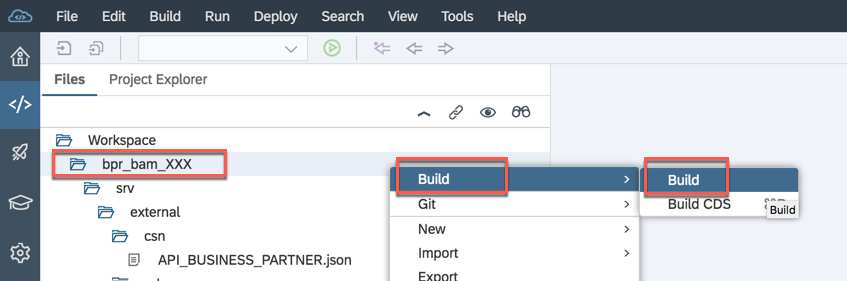 File Edit Build Run Deploy Search View Tools Help
Files Project Explorer
Workspace
bpr_bam_XXX
Build
Build
srv
Git
Build CDS
Build
external
New
csn
Import
API_BUSINESS_PARTNER.json
Export